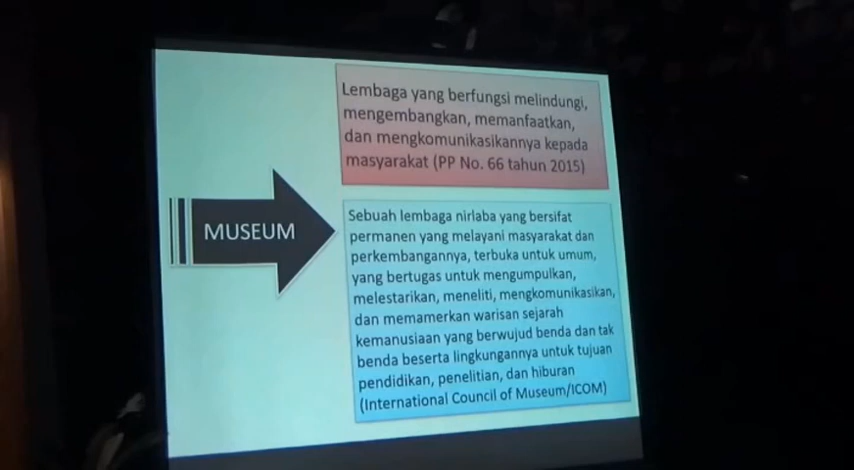 MUSEUM
Lembaga yang berfungsi melindungi,
mengembangkan, memanfaatkan,
dan mengkomunikasikannya kepada
masyarakat (PP No. 66 tahun 2015)
Sebuah lembaga nirlaba yang bersifat
permanen yang melayani masyarakat dan
perkembangannya, terbuka untuk umum,
yang bertugas untuk mengumpulkan,
melestarikan, meneliti, mengkomunikasikan,
dan memamerkan warisan sejarah
kemanusiaan yang berwujud benda dan tak
benda beserta lingkungannya untuk tujuan
pendidikan, penelitian, dan hiburan
(International Council of Museum/ICOM)